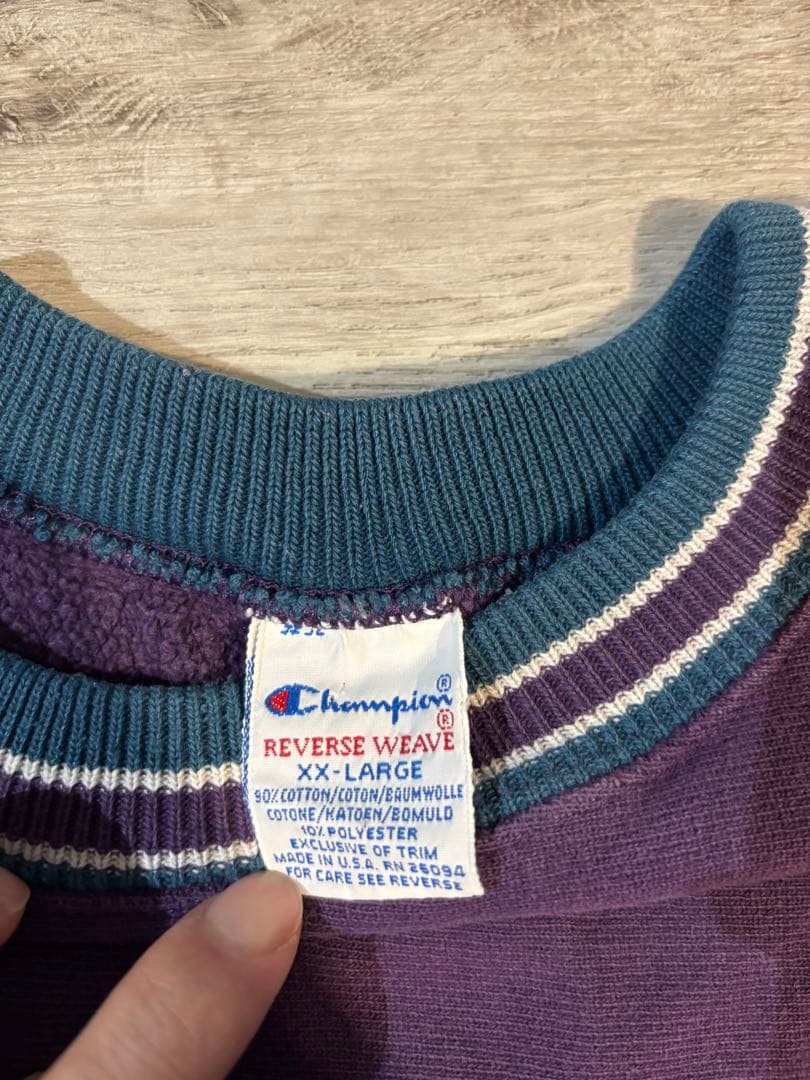 Champion®
®
REVERSE WEAVE
XX-LARGE
90% COTTON/COTON/BAUMWOLLE
COTONE/KATOEN/BOMULD
10% POLYESTER
EXCLUSIVE OF TRIM
MADE IN U.S.A. RN 26094
FOR CARE SEE REVERSE